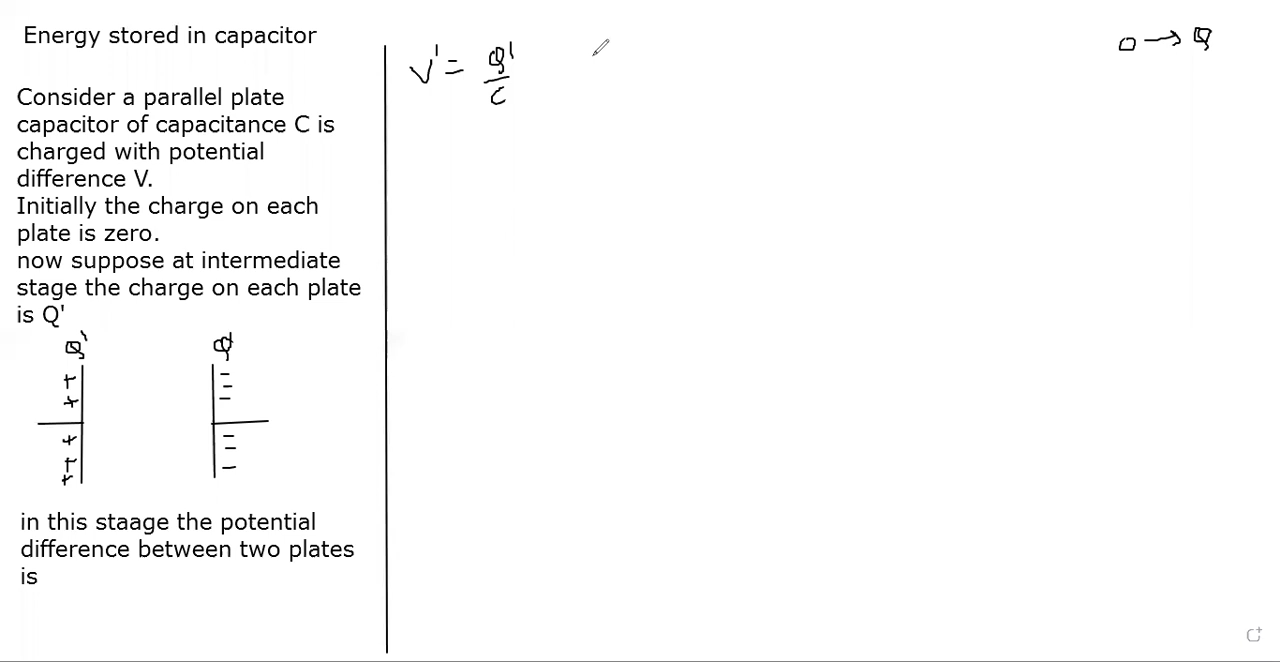 Energy stored in capacitor
Consider a parallel plate
capacitor of capacitance C is
charged with potential
difference V.
Initially the charge on each
plate is zero.
now suppose at intermediate
stage the charge on each plate
is Q'
Q' Q'
+ -
+ -
-
+ -
+ -
+ -
in this staage the potential
difference between two plates
is
V' = Q'/C
0 → Q